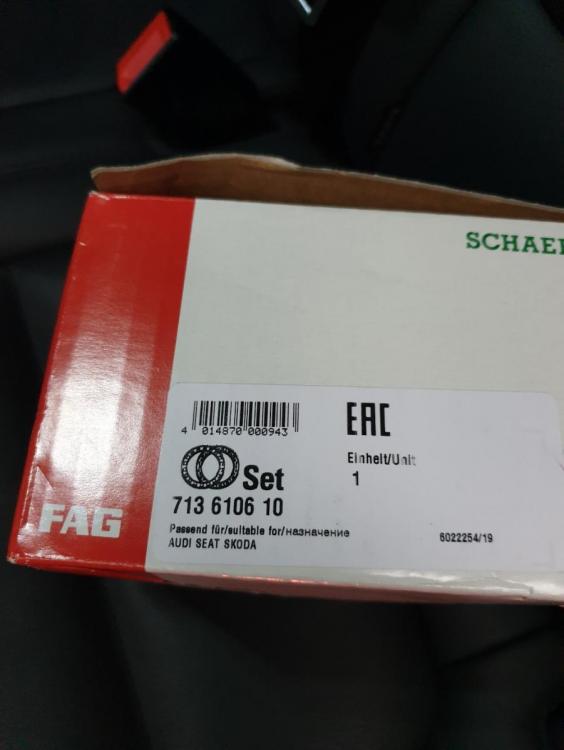 SCHAE
4 014870 000943
EAC
Einheit/Unit
1
Set
713 6106 10
FAG
Passend für/suitable for/назначение
AUDI SEAT SKODA
6022254/19